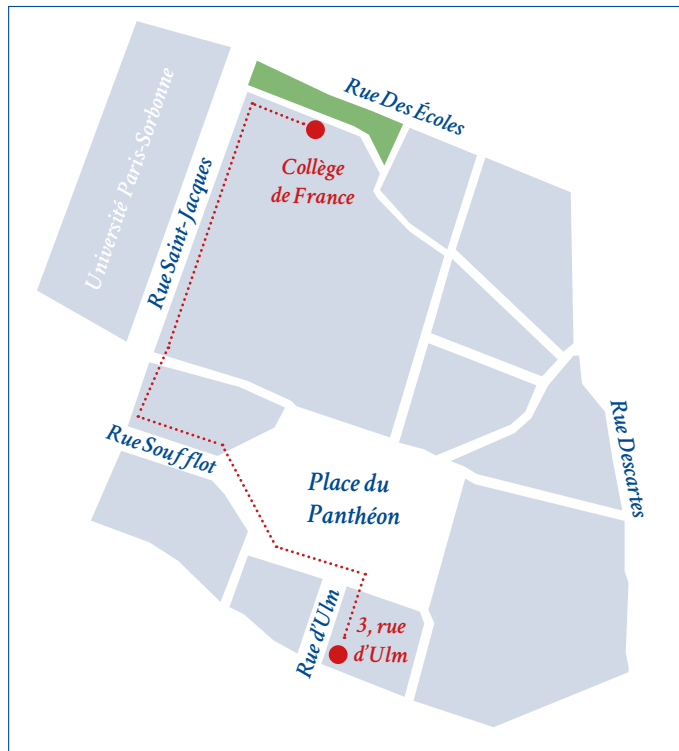 Rue Des Écoles
Université Paris-Sorbonne
Collège
de France
Rue Saint-Jacques
Rue Soufflot
Rue Descartes
Place du
Panthéon
Rue d'Ulm
3, rue
d'Ulm